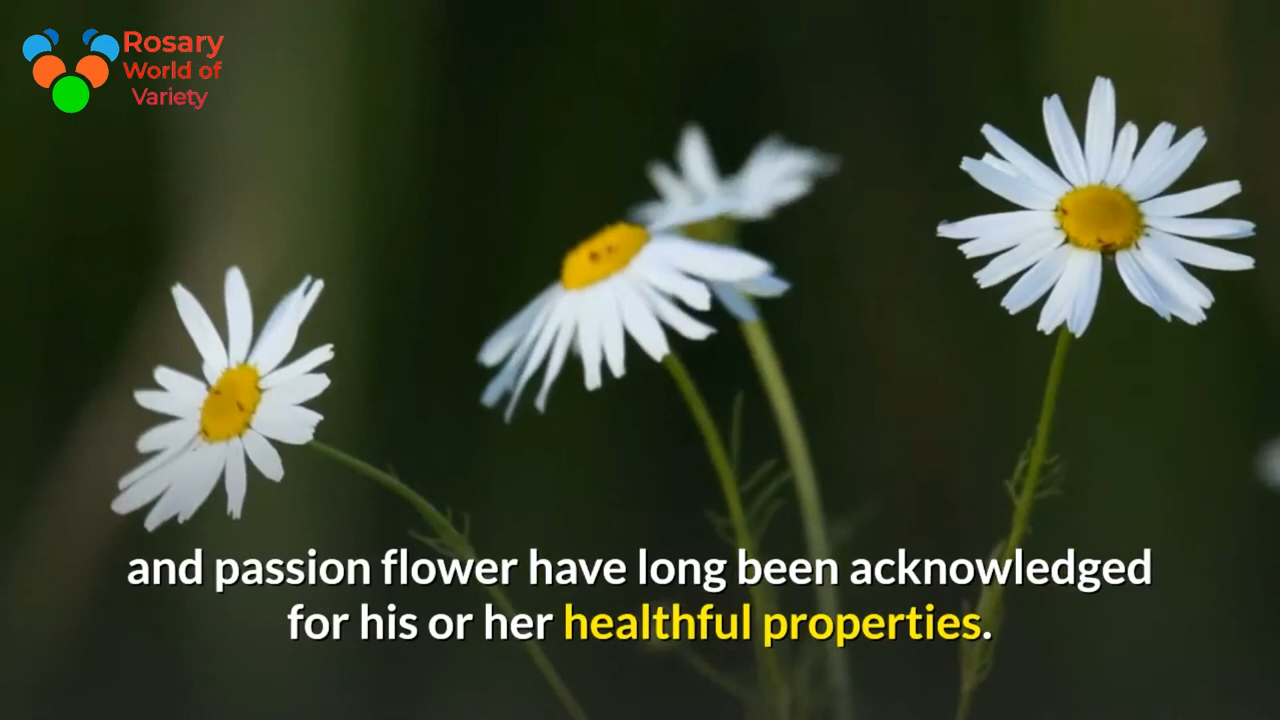 Rosary
World of
Variety
and passion flower have long been acknowledged
for his or her healthful properties.